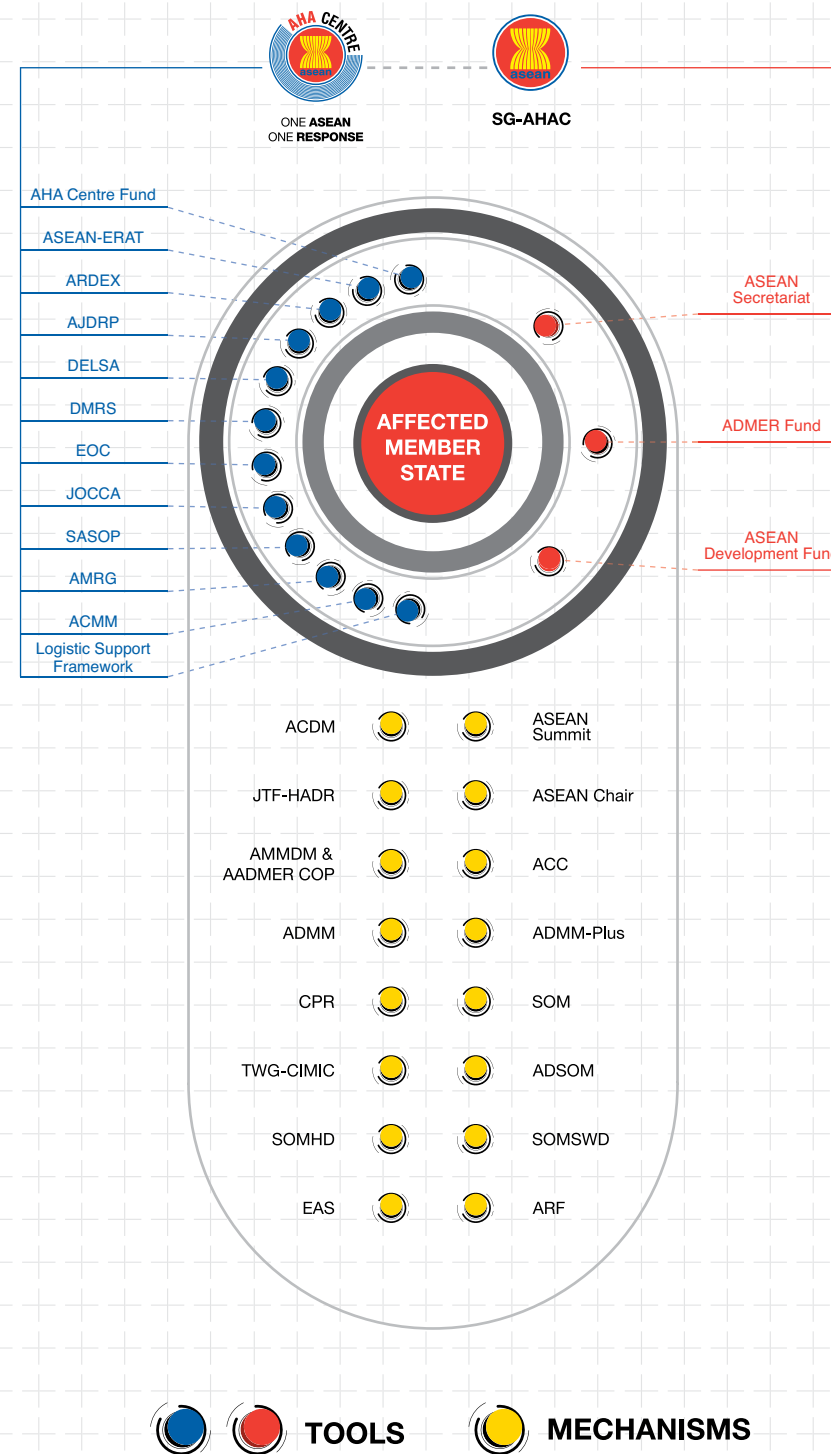 AHA CENTRE
asean
ONE ASEAN
ONE RESPONSE
asean
SG-AHAC
AHA Centre Fund
ASEAN-ERAT
ARDEX
AJDRP
DELSA
DMRS
EOC
JOCCA
SASOP
AMRG
ACMM
Logistic Support
Framework
AFFECTED
MEMBER
STATE
ASEAN
Secretariat
ADMER Fund
ASEAN
Development Fun
ACDM
ASEAN
Summit
JTF-HADR
ASEAN Chair
AMMDM &
AADMER COP
ACC
ADMM
ADMM-Plus
CPR
SOM
TWG-CIMIC
ADSOM
SOMHD
SOMSWD
EAS
ARF
TOOLS
MECHANISMS